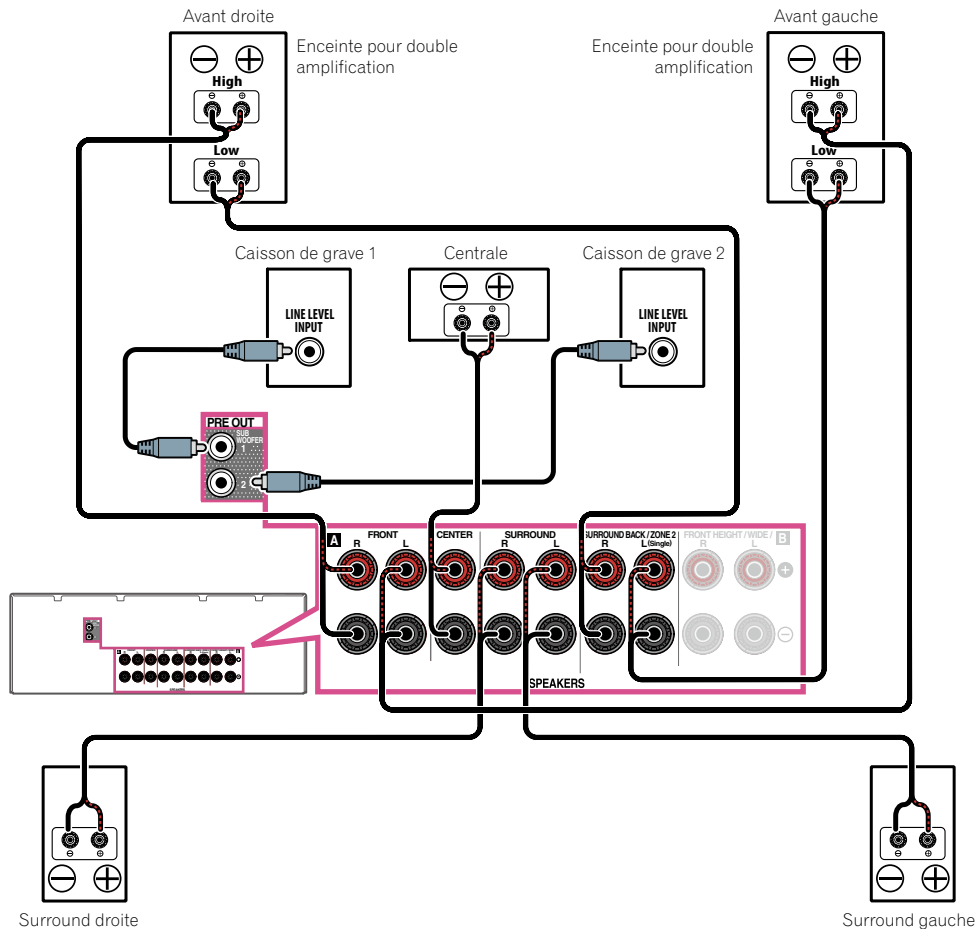 Avant droite
Avant gauche
Enceinte pour double
amplification
Enceinte pour double
amplification
High
Low
High
Low
Caisson de grave 1
Centrale
Caisson de grave 2
LINE LEVEL
INPUT
LINE LEVEL
INPUT
PRE OUT
SUB
WOOFER
1
2
A
FRONT
R L
CENTER
SURROUND
R L
SURROUND BACK / ZONE 2
R L (Single)
FRONT HEIGHT / WIDE / B
R L
SPEAKERS
Surround droite
Surround gauche